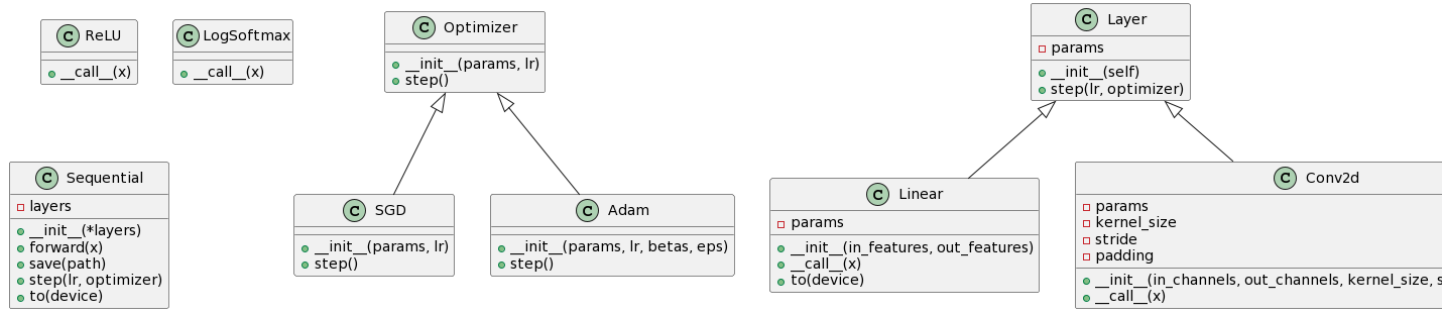 C ReLU
__call__(x)
C LogSoftmax
__call__(x)
C Optimizer
__init__(params, lr)
step()
C Layer
params
__init__(self)
step(lr, optimizer)
C Sequential
layers
__init__(*layers)
forward(x)
save(path)
step(lr, optimizer)
to(device)
C SGD
__init__(params, lr)
step()
C Adam
__init__(params, lr, betas, eps)
step()
C Linear
params
__init__(in_features, out_features)
__call__(x)
to(device)
C Conv2d
params
kernel_size
stride
padding
__init__(in_channels, out_channels, kernel_size, s
__call__(x)